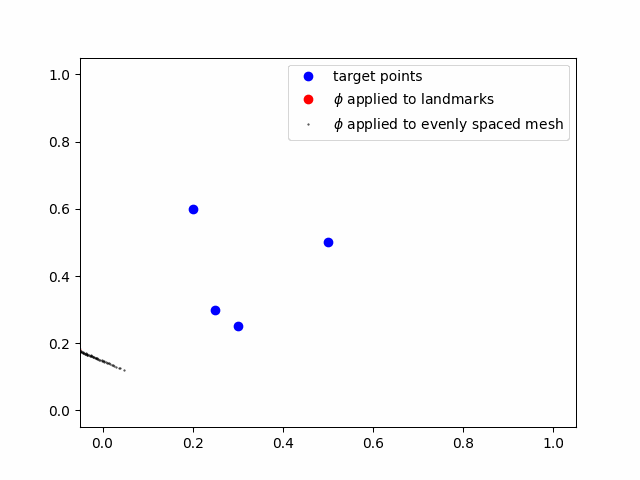 target points
ϕ applied to landmarks
ϕ applied to evenly spaced mesh
1.0
0.8
0.6
0.4
0.2
0.0
0.0 0.2 0.4 0.6 0.8 1.0